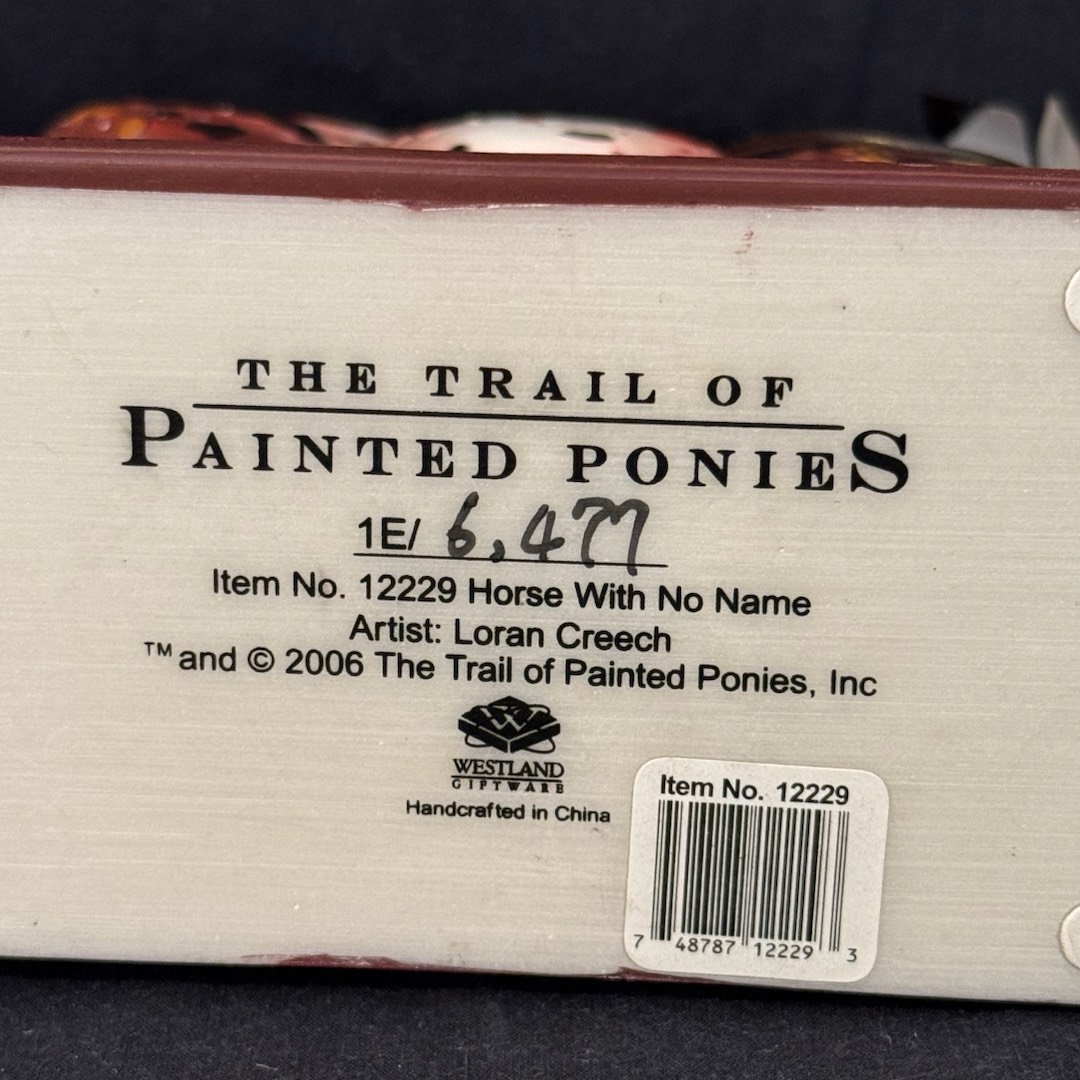 THE TRAIL OF
PAINTED PONIES
1E/ 6,477
Item No. 12229 Horse With No Name
Artist: Loran Creech
™ and © 2006 The Trail of Painted Ponies, Inc
W
WESTLAND
GIFTWARE
Handcrafted in China
Item No. 12229
7 48787 12229 3